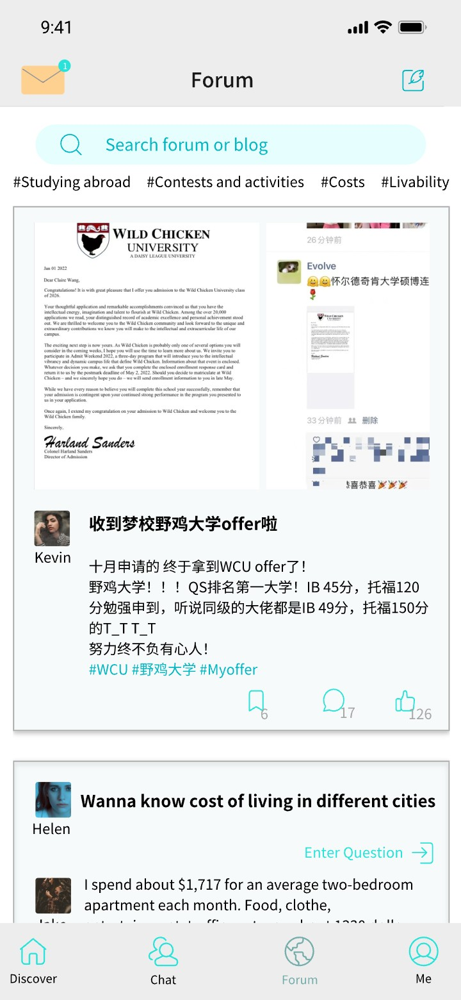 9:41
1
Forum
Search forum or blog
#Studying abroad #Contests and activities #Costs #Livability
WILD CHICKEN
UNIVERSITY
A DAISY LEAGUE UNIVERSITY
Jan 01 2022
Dear Claire Wang,
Congratulations! It is with great pleasure that I offer you admission to the Wild Chicken University class
of 2026.
Your thoughtful application and remarkable accomplishments convinced us that you have the
intellectual energy, imagination and talent to flourish at Wild Chicken. Among the over 20,000
applications we read, your distinguished record of academic excellence and personal achievement stood
out. We are thrilled to welcome you to the Wild Chicken community and look forward to the unique and
extraordinary contributions we know you will make to the intellectual and extracurricular life of our
campus.
The exciting next step is now yours. As Wild Chicken is probably only one of several options you will
consider in the coming weeks, I hope you will use the time to learn more about us. We invite you to
participate in Admit Weekend 2022, a three-day program that will introduce you to the intellectual
vibrancy and dynamic campus life that define Wild Chicken. Information about that event is enclosed.
Whatever decision you make, we ask that you complete the enclosed enrollment response card and
return it to us by the postmark deadline of May 2, 2022. Should you decide to matriculate at Wild
Chicken – and we sincerely hope you do – we will send enrollment information to you in late May.
While we have every reason to believe you will complete this school year successfully, remember that
your admission is contingent upon your continued strong performance in the program you presented to
us in your application.
Once again, I extend my congratulation on your admission to Wild Chicken and welcome you to the
Wild Chicken family.
Sincerely,
Harland Sanders
Colonel Harland Sanders
Director of Admission
26分钟前
Evolve
🤗🤗怀尔德奇肯大学硕博连
🌹
WILD CHICKEN
33分钟前 删除
恭喜恭喜🎉🎉🎉
Kevin
收到梦校野鸡大学offer啦
十月申请的 终于拿到WCU offer了！
野鸡大学！！！QS排名第一大学！IB 45分，托福120
分勉强申到，听说同级的大佬都是IB 49分，托福150分
的T_T T_T
努力终不负有心人！
#WCU #野鸡大学 #Myoffer
6 17 126
Helen
Wanna know cost of living in different cities
Enter Question
I spend about $1,717 for an average two-bedroom
apartment each month. Food, clothe,
Discover Chat Forum Me